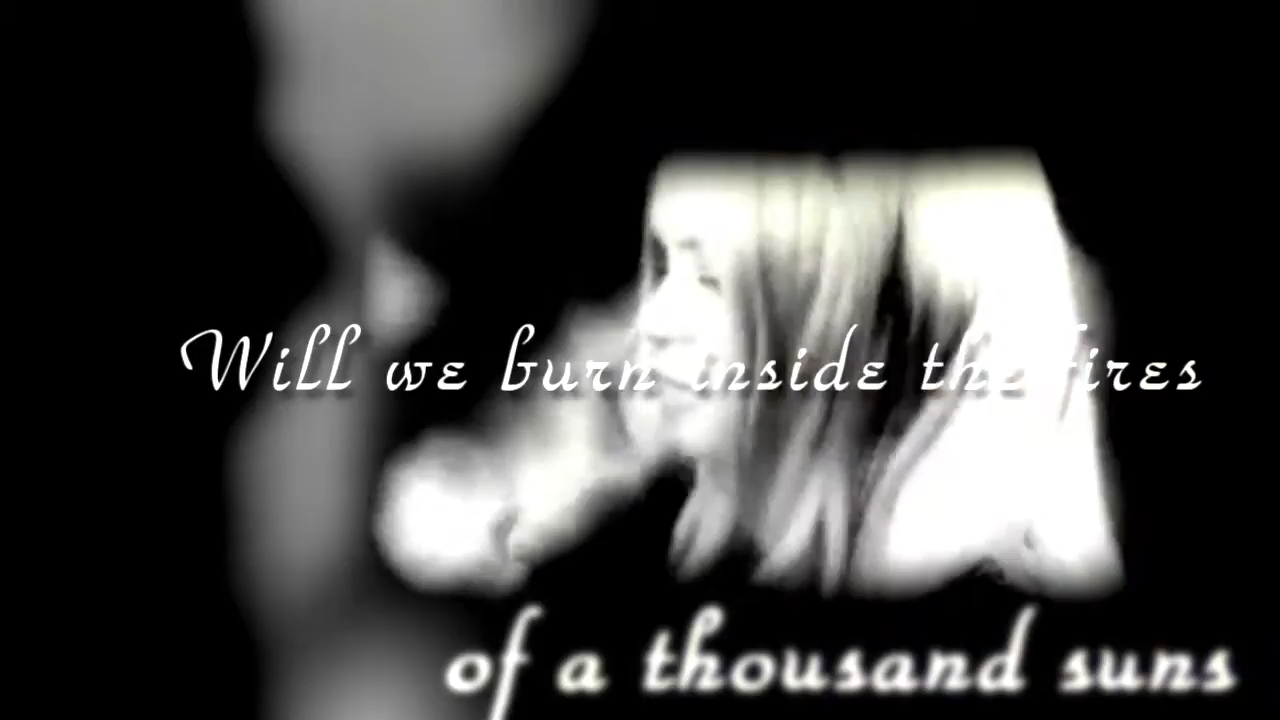 Will we burn inside the fires
of a thousand suns